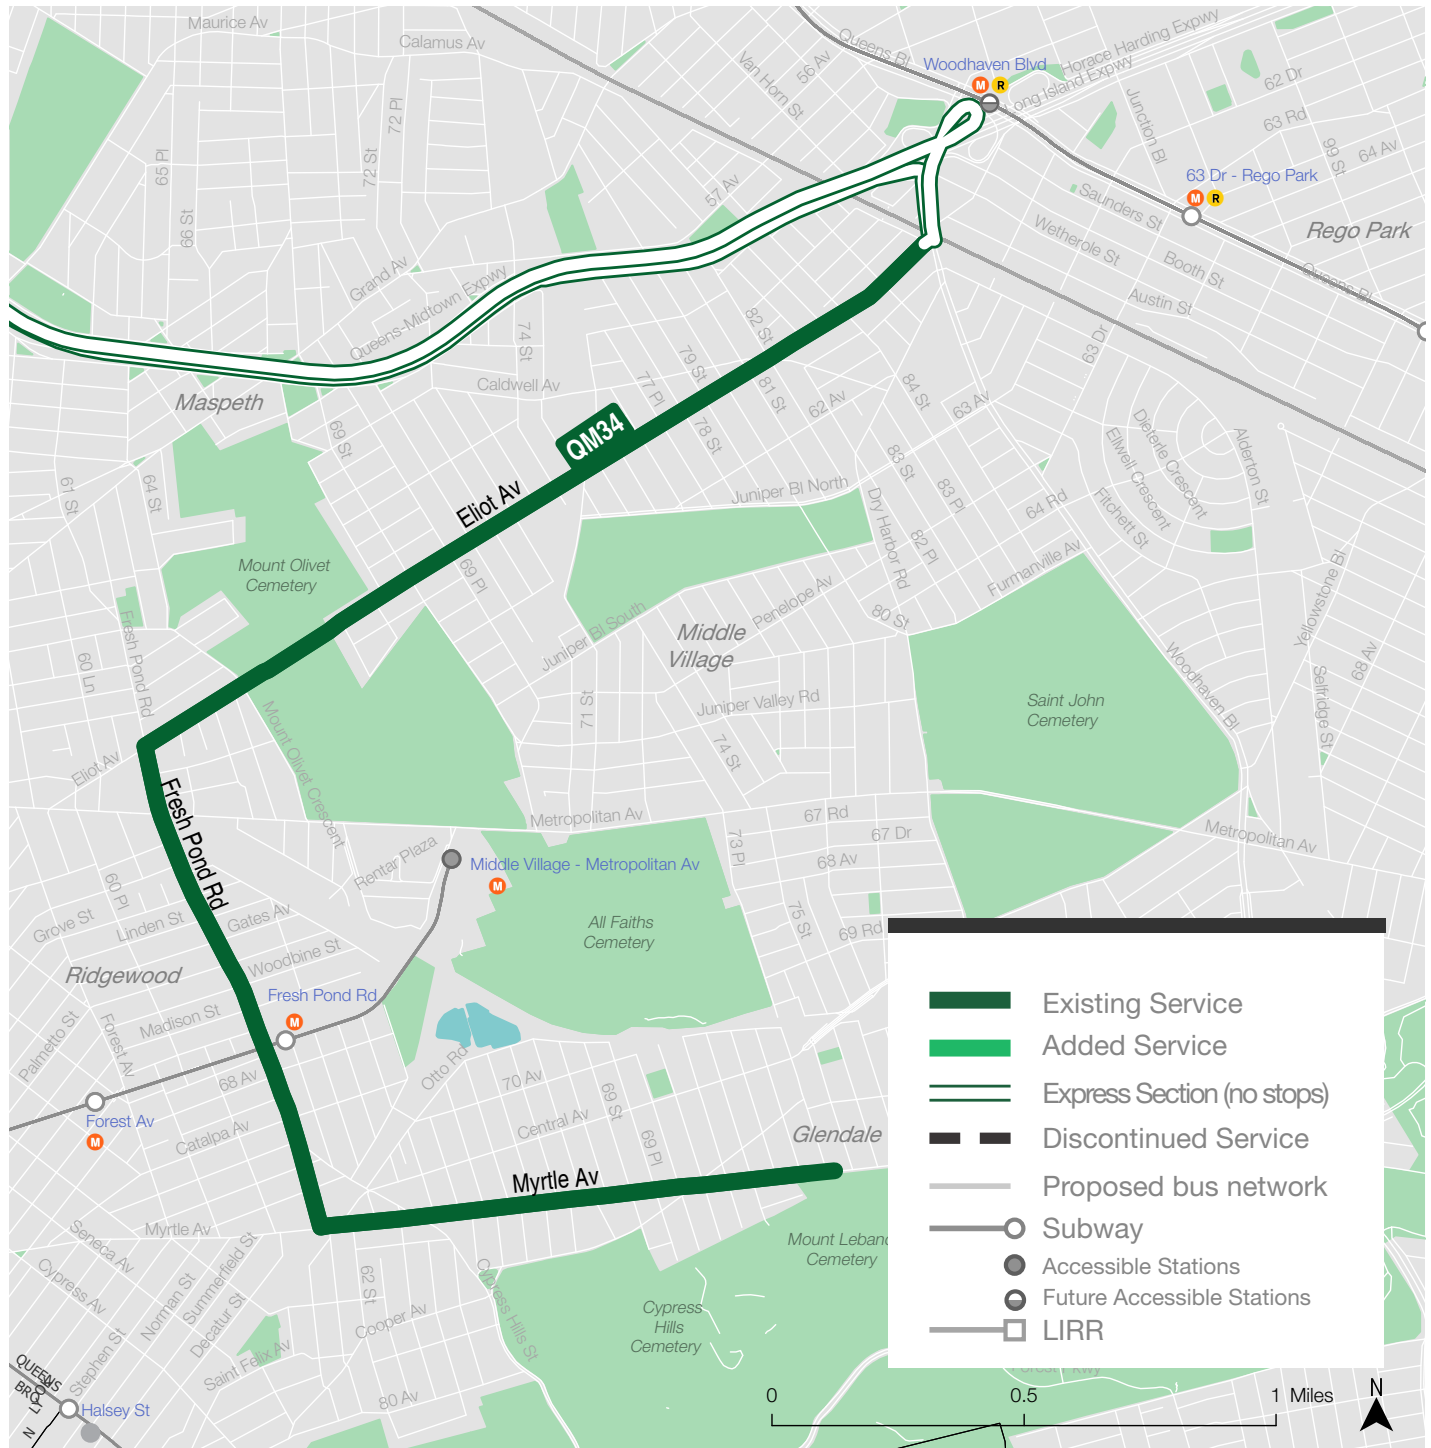 Maurice Av
Calamus Av
Van Horn St
56 Av
Queens Bl
Woodhaven Blvd
M R
Horace Harding Expwy
Long Island Expwy
62 Dr
Junction Bl
63 Rd
99 St
64 Av
72 Pl
65 Pl
72 St
66 St
57 Av
63 Dr - Rego Park
M R
Saunders St
Wetherole St
Booth St
Rego Park
Queens Bl
Austin St
Grand Av
Queens-Midtown Expwy
74 St
82 St
63 Dr
79 St
77 Pl
81 St
Caldwell Av
Maspeth
62 Av
84 St
63 Av
QM34
78 St
69 St
Eliot Av
61 St
64 St
Juniper Bl North
83 St
83 Pl
Dry Harbor Rd
82 Pl
64 Rd
Dieterle Crescent
Ellwell Crescent
Fitchett St
Alderton St
Mount Olivet
Cemetery
69 Pl
Furmanville Av
Penelope Av
80 St
Juniper Bl South
Middle
Village
Yellowstone Bl
68 Av
Selfridge St
Woodhaven Bl
Fresh Pond Rd
60 Ln
71 St
Juniper Valley Rd
Saint John
Cemetery
74 St
Mount Olivet Crescent
Eliot Av
Fresh Pond Rd
Metropolitan Av
67 Rd
67 Dr
68 Av
73 Pl
Metropolitan Av
Rentar Plaza
Middle Village - Metropolitan Av
M
60 Pl
Grove St
Linden St
Gates Av
All Faiths
Cemetery
75 St
69 Rd
Woodbine St
Ridgewood
Fresh Pond Rd
M
Madison St
Palmetto St
Forest Av
68 Av
Otto Rd
70 Av
69 St
Forest Av
M
Catalpa Av
Central Av
69 Pl
Glendale
Myrtle Av
Myrtle Av
Seneca Av
Cypress Av
Norman St
Summerfield St
Decatur St
Stephen St
Saint Felix Av
62 St
Cooper Av
80 Av
Cypress Hills St
Cypress
Hills
Cemetery
Mount Leban
Cemetery
QUEENS
Halsey St
Existing Service
Added Service
Express Section (no stops)
Discontinued Service
Proposed bus network
Subway
Accessible Stations
Future Accessible Stations
LIRR
0 0.5 1 Miles
N